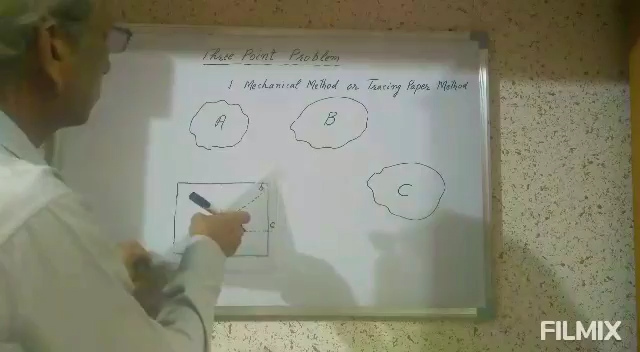 Three Point Problem
1 Mechanical Method or Tracing Paper Method
A
B
C
c
FILMIX